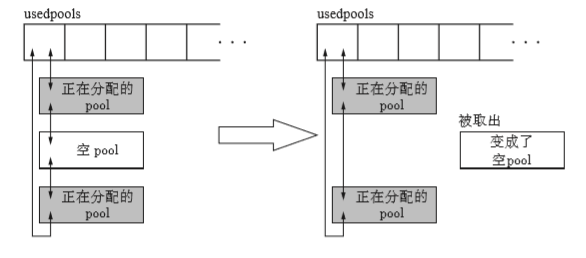 usedpools
...
正在分配的
pool
空 pool
正在分配的
pool
usedpools
...
正在分配的
pool
被取出
变成了
空pool
正在分配的
pool